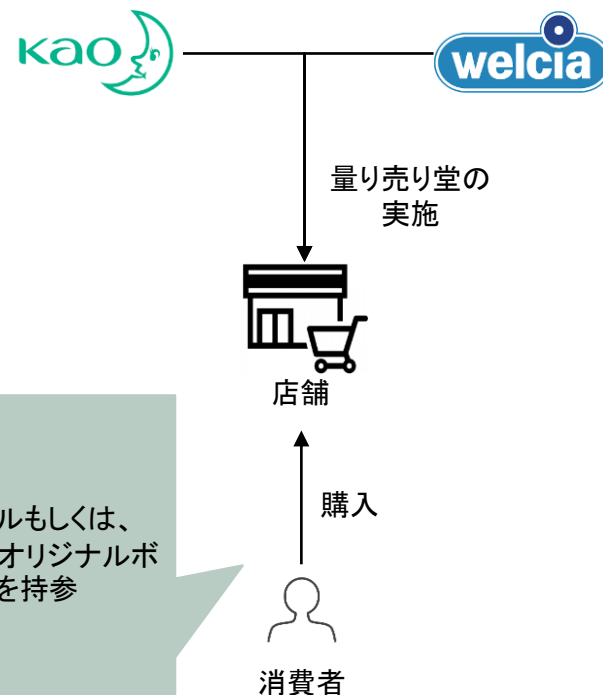 Kao
welcia
量り売り堂の
実施
店舗
ルもしくは、
オリジナルボ
を持参
購入
消費者